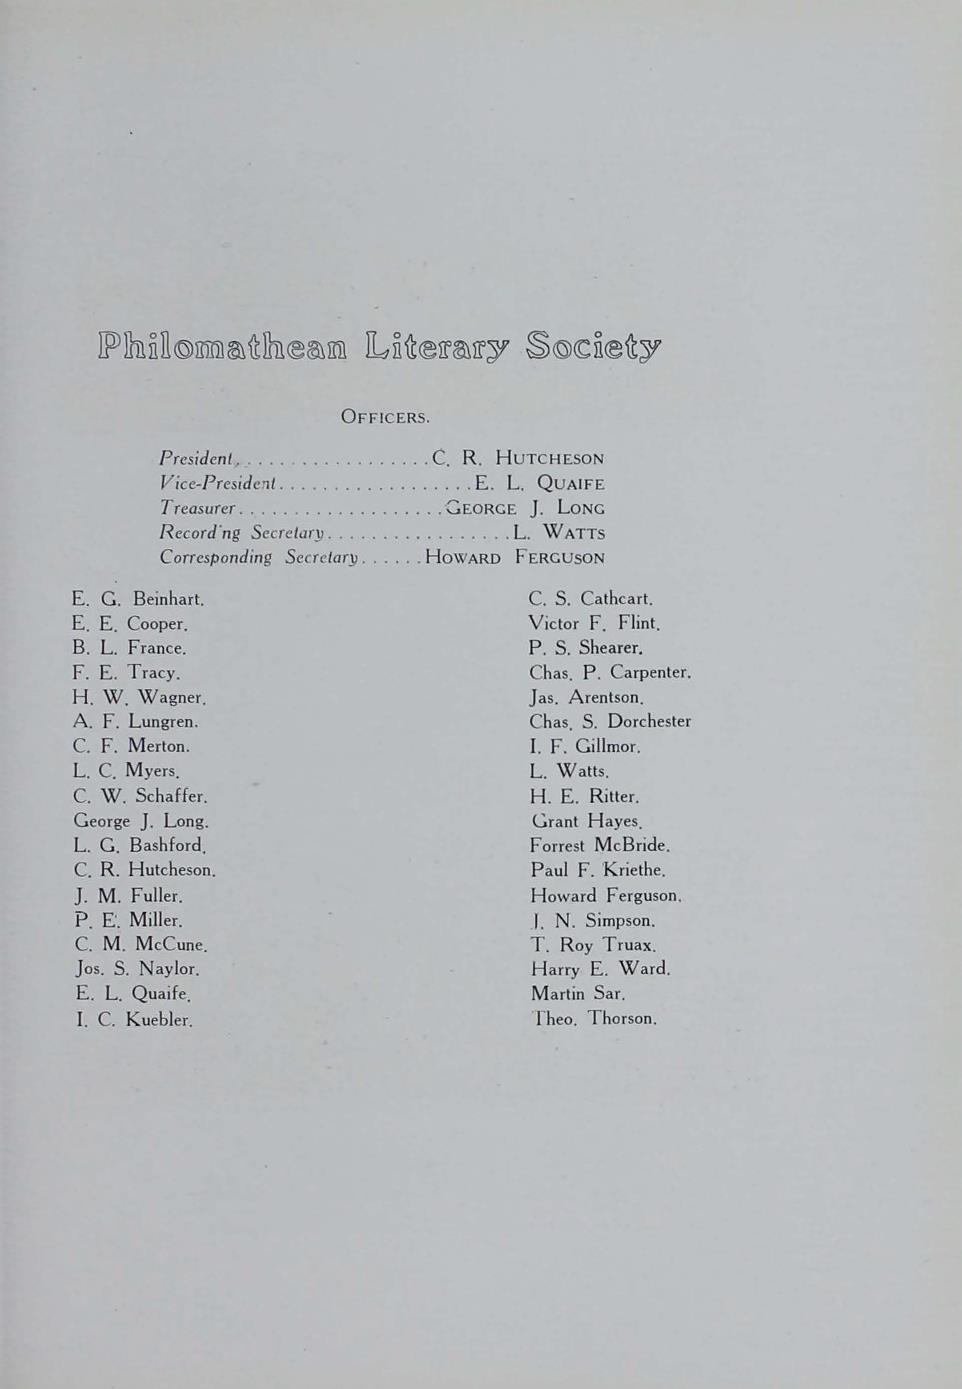 Philomathean Literary Society
OFFICERS.
President..................C. R. HUTCHESON
Vice-President..................E. L. QUAIFE
Treasurer...................GEORGE J. LONG
Record'ng Secretary.................L. WATTS
Corresponding Secretary......HOWARD FERGUSON
E. G. Beinhart.
E. E. Cooper.
B. L. France.
F. E. Tracy.
H. W. Wagner.
A. F. Lungren.
C. F. Merton.
L. C. Myers.
C. W. Schaffer.
George J. Long.
L. G. Bashford.
C. R. Hutcheson.
J. M. Fuller.
P. E. Miller.
C. M. McCune.
Jos. S. Naylor.
E. L. Quaife.
I. C. Kuebler.
C. S. Cathcart.
Victor F. Flint.
P. S. Shearer.
Chas. P. Carpenter.
Jas. Arentson.
Chas. S. Dorchester
I. F. Gillmor.
L. Watts.
H. E. Ritter.
Grant Hayes.
Forrest McBride.
Paul F. Kriethe.
Howard Ferguson.
J. N. Simpson.
T. Roy Truax.
Harry E. Ward.
Martin Sar.
Theo. Thorson.